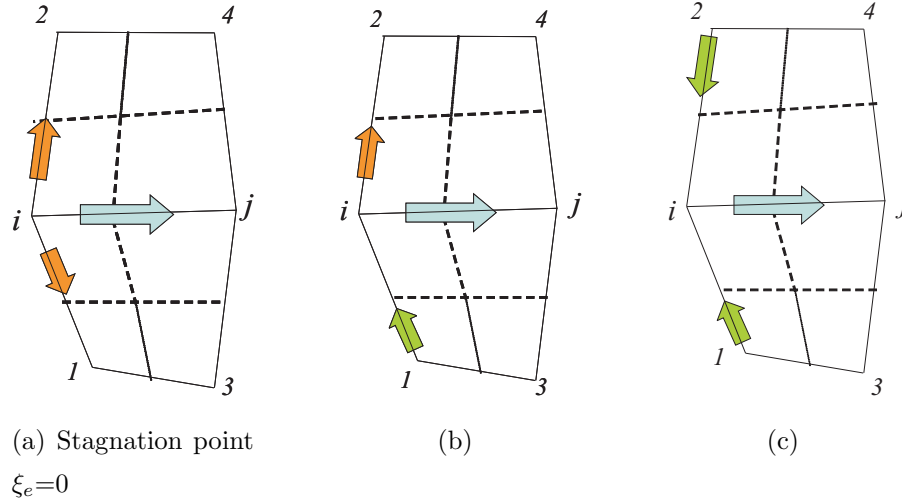 2 4 2 4 2 4
i j i j i j
1 3 1 3 1 3
(a) Stagnation point (b) (c)
ξₑ=0